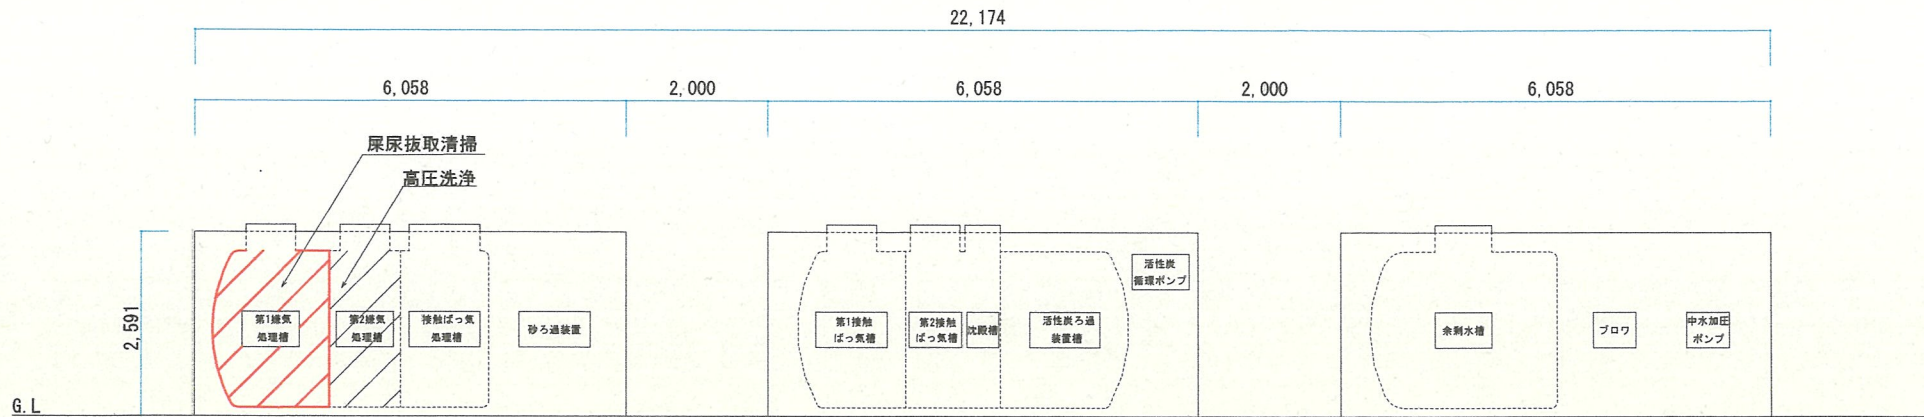 22,174
6,058
2,000
6,058
2,000
6,058
屎尿抜取清掃
高圧洗浄
2,591
第1嫌気
処理槽
第2嫌気
処理槽
接触ばっ気
処理槽
砂ろ過装置
第1接触
ばっ気槽
第2接触
ばっ気槽
沈殿槽
活性炭ろ過
装置槽
活性炭
循環ポンプ
余剰水槽
ブロワ
中水加圧
ポンプ
G.L